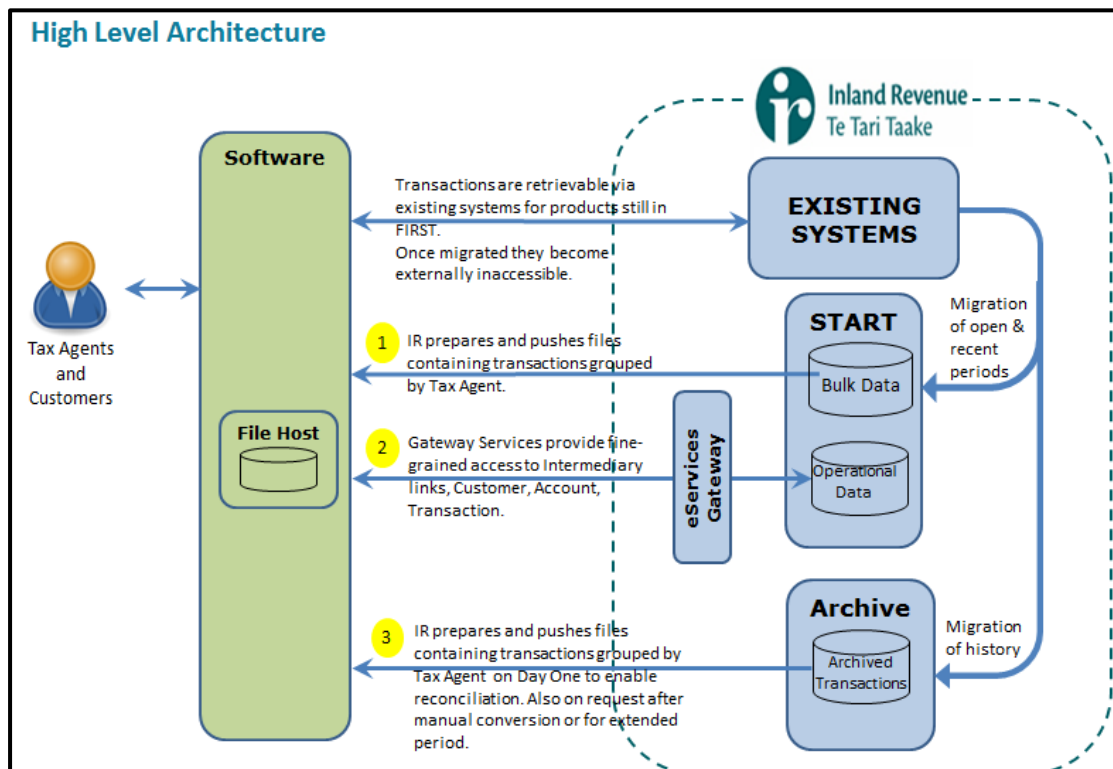 High Level Architecture
Inland Revenue
Te Tari Taake
Software
Transactions are retrievable via
existing systems for products still in
FIRST.
Once migrated they become
externally inaccessible.
EXISTING
SYSTEMS
Tax Agents
and
Customers
1
IR prepares and pushes files
containing transactions grouped
by Tax Agent.
START
Bulk Data
Migration
of open &
recent
periods
File Host
2
Gateway Services provide fine-
grained access to Intermediary
links, Customer, Account,
Transaction.
eServices
Gateway
Operational
Data
3
IR prepares and pushes files
containing transactions grouped by
Tax Agent on Day One to enable
reconciliation. Also on request after
manual conversion or for extended
period.
Archive
Archived
Transactions
Migration
of history